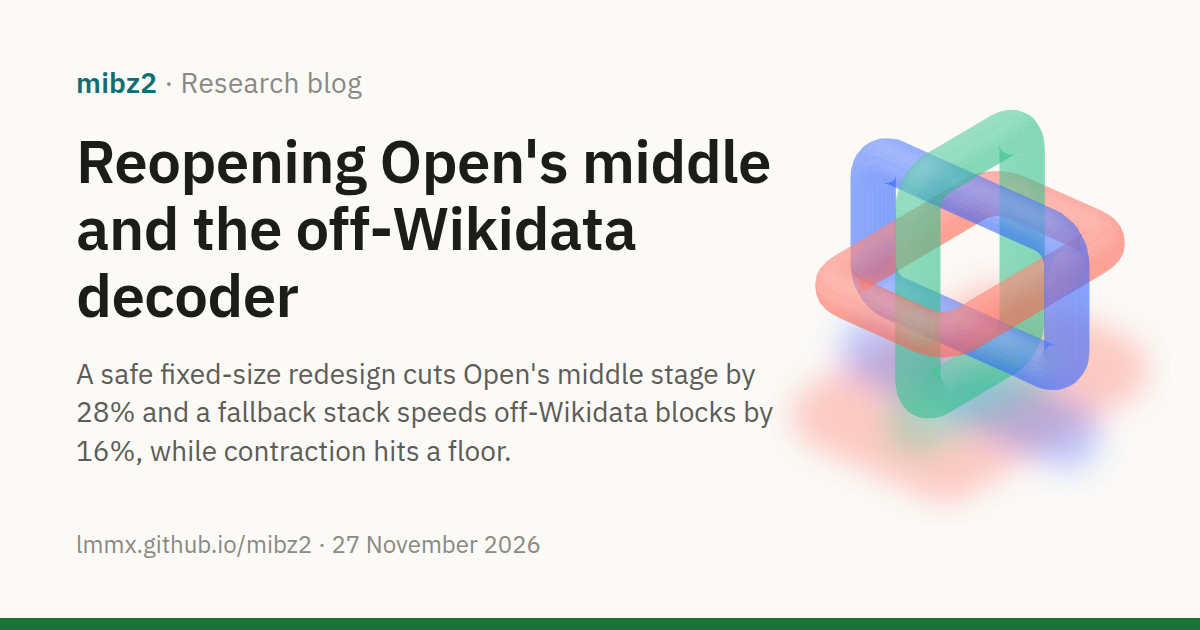 mibz2 · Research blog
Reopening Open's middle
and the off-Wikidata
decoder
A safe fixed-size redesign cuts Open's middle stage by
28% and a fallback stack speeds off-Wikidata blocks by
16%, while contraction hits a floor.
lmmx.github.io/mibz2 · 27 November 2026